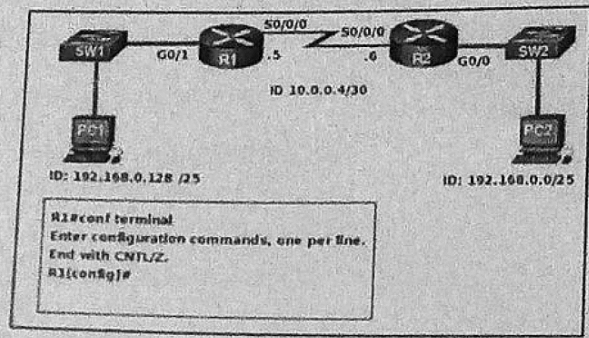 S0/0/0
S0/0/0
SW1
G0/1
R1
.5
.6
R2
G0/0
SW2
ID 10.0.0.4/30
PC1
PC2
ID: 192.168.0.128 /25
ID: 192.168.0.0/25
R1#conf terminal
Enter configuration commands, one per line.
End with CNTL/Z.
R1(config)#